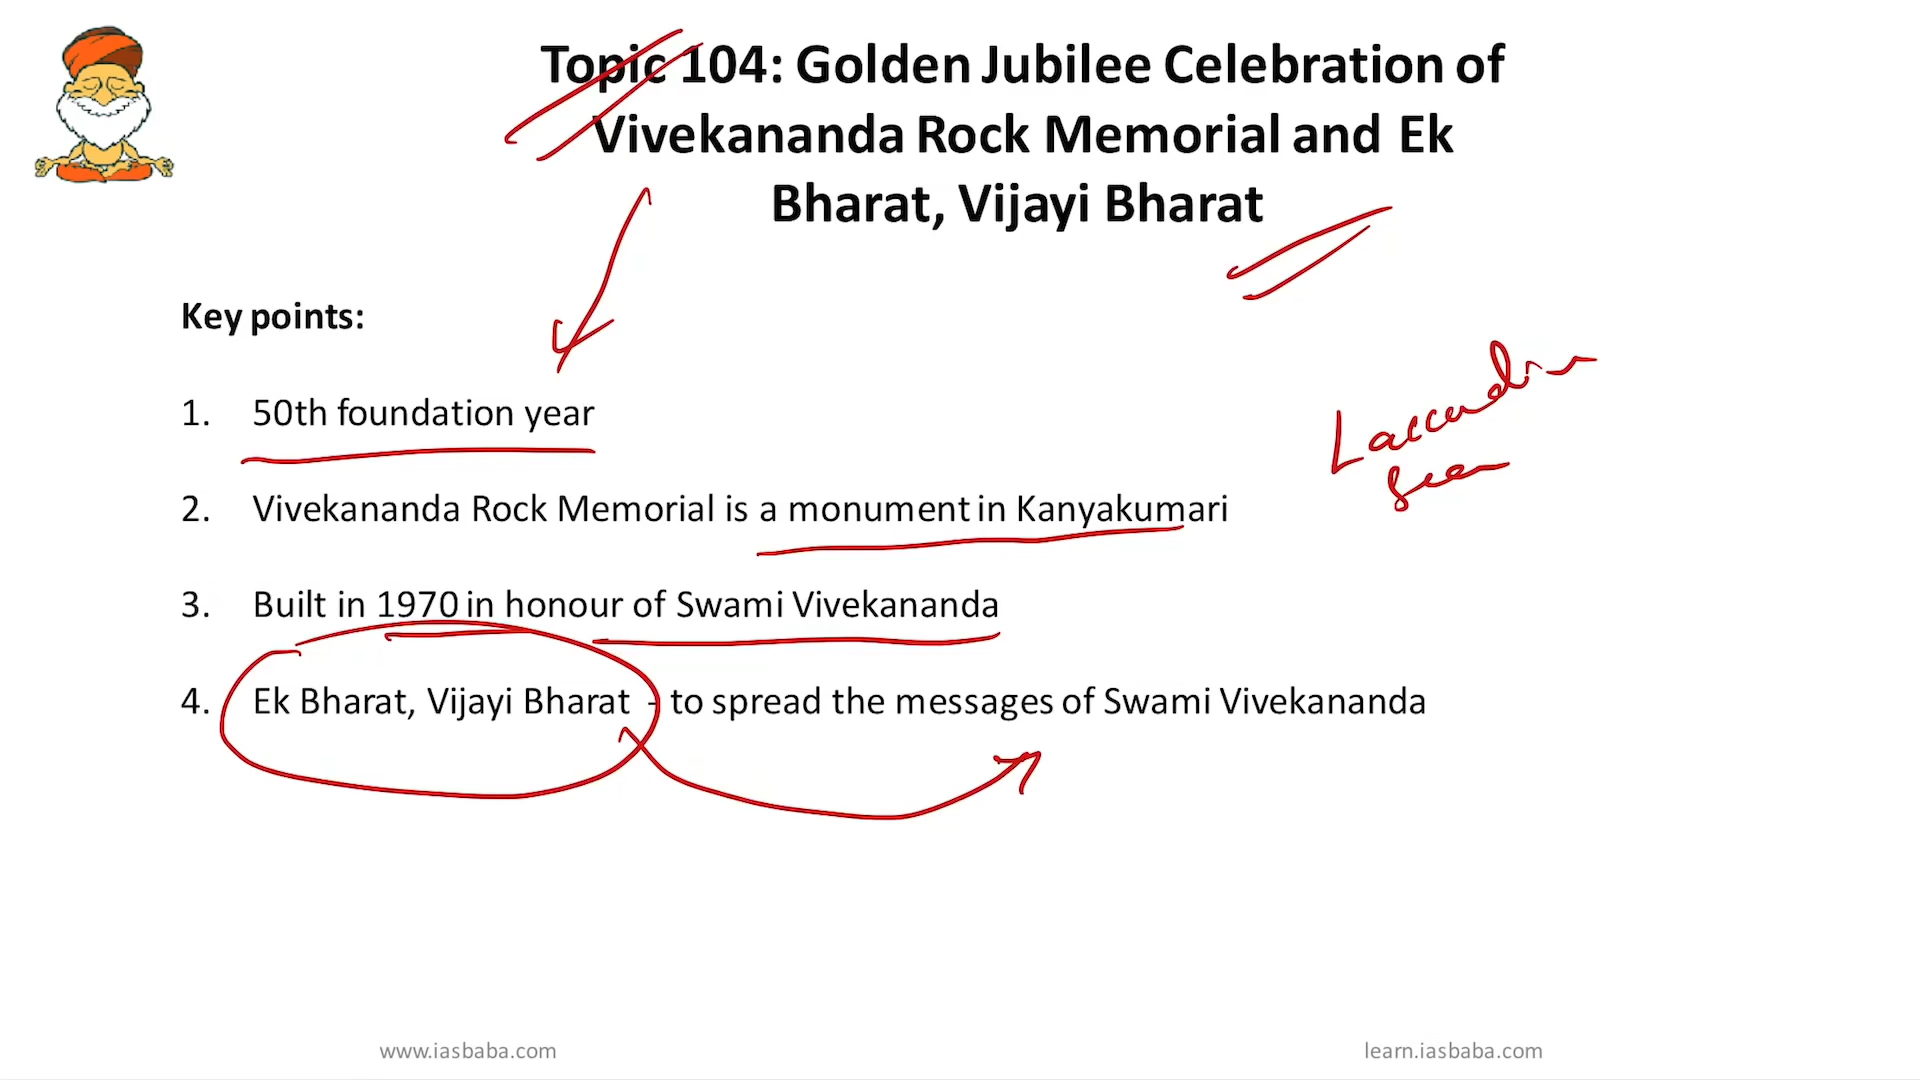 Topic 104: Golden Jubilee Celebration of
Vivekananda Rock Memorial and Ek
Bharat, Vijayi Bharat
Key points:
1. 50th foundation year
2. Vivekananda Rock Memorial is a monument in Kanyakumari
3. Built in 1970 in honour of Swami Vivekananda
4. Ek Bharat, Vijayi Bharat - to spread the messages of Swami Vivekananda
www.iasbaba.com
learn.iasbaba.com